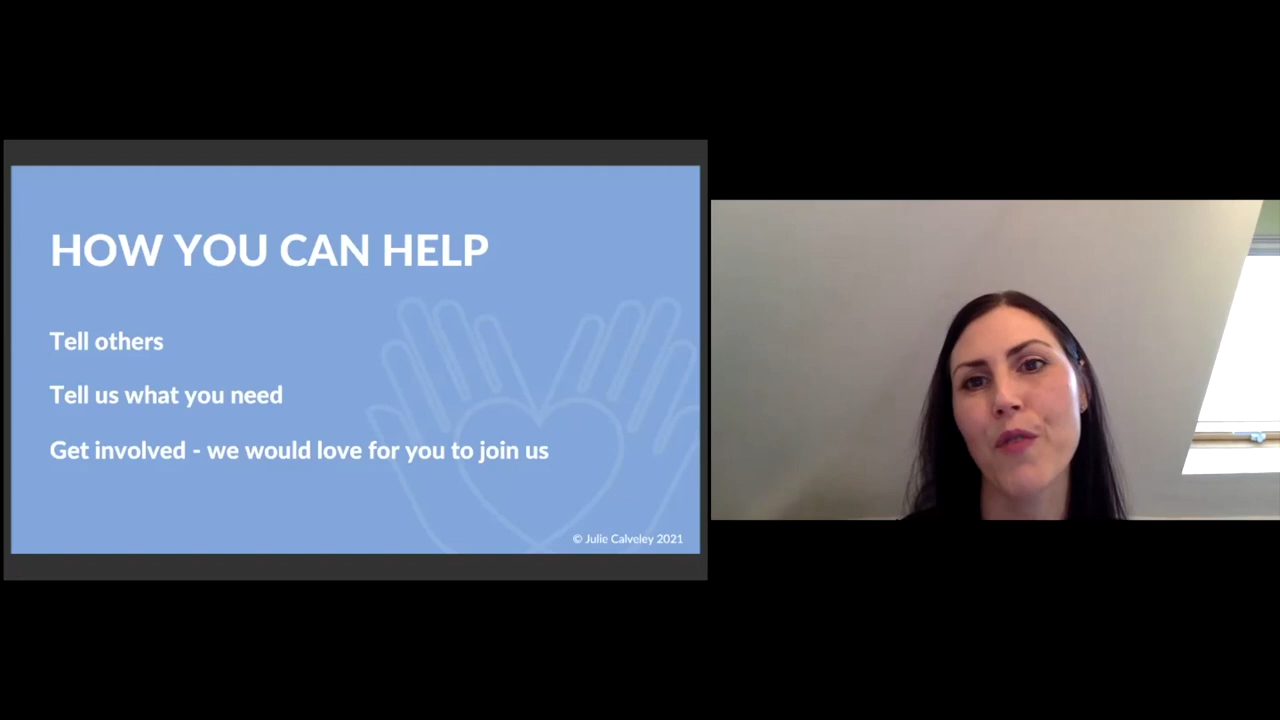 HOW YOU CAN HELP
Tell others
Tell us what you need
Get involved - we would love for you to join us
© Julie Calveley 2021